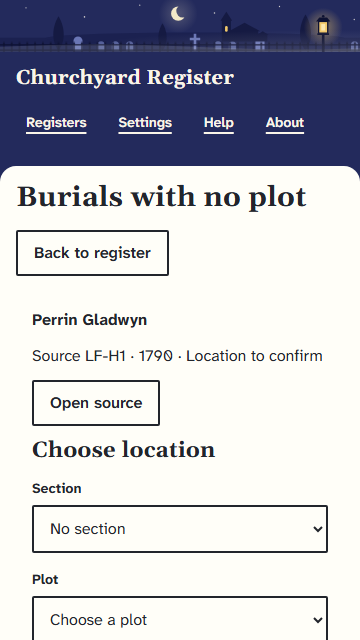 Churchyard Register
Registers Settings Help About
Burials with no plot
Back to register
Perrin Gladwyn
Source LF-H1 · 1790 · Location to confirm
Open source
Choose location
Section
No section
Plot
Choose a plot